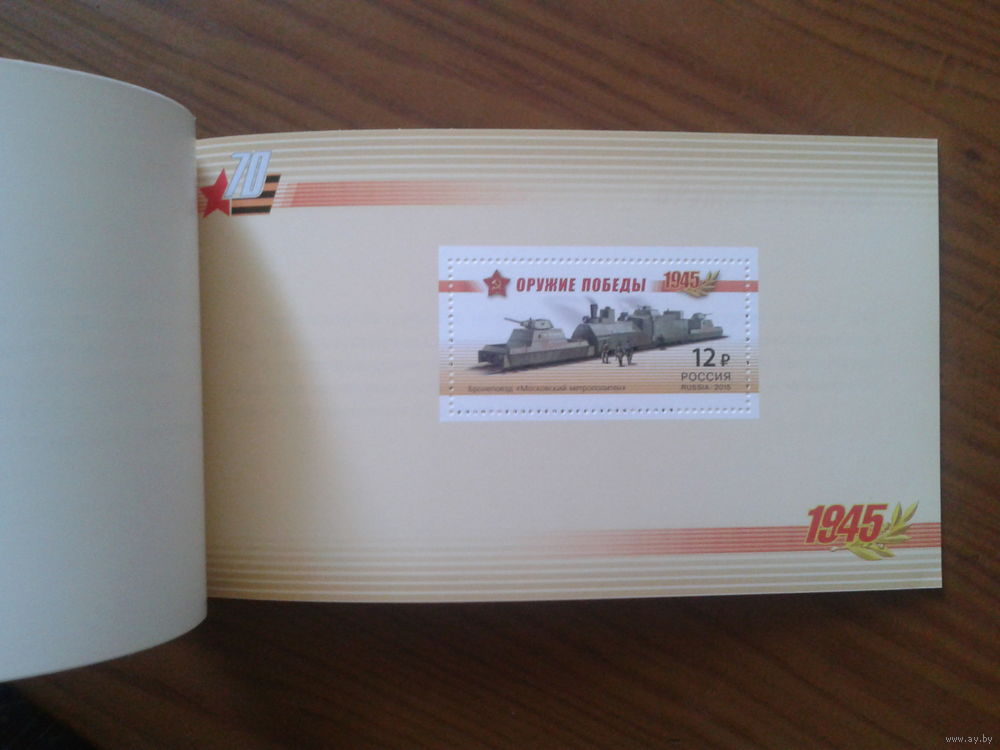 70
ОРУЖИЕ ПОБЕДЫ 1945
12 ₽
РОССИЯ
RUSSIA 2015
Бронепоезд «Московский метрополитен»
1945
www.ay.by